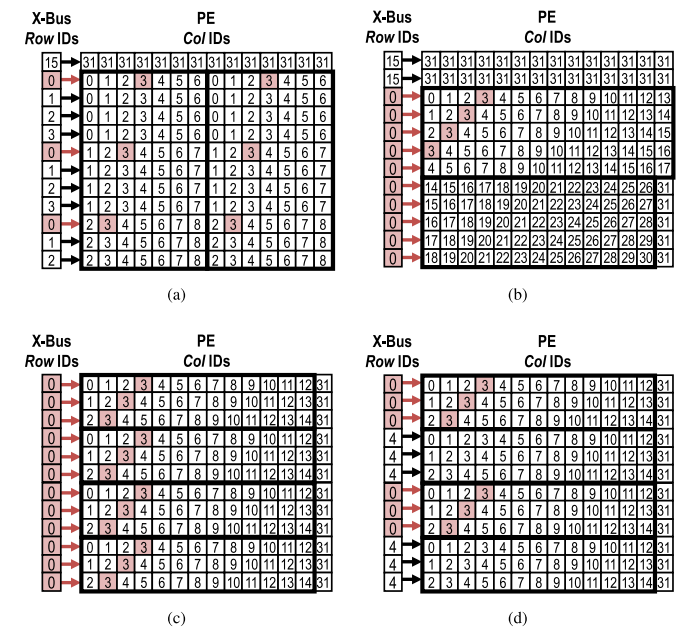 X-Bus PE
Row IDs Col IDs
15 31 31 31 31 31 31 31 31 31 31 31 31 31 31
0 0 1 2 3 4 5 6 0 1 2 3 4 5 6
1 0 1 2 3 4 5 6 0 1 2 3 4 5 6
2 0 1 2 3 4 5 6 0 1 2 3 4 5 6
3 0 1 2 3 4 5 6 0 1 2 3 4 5 6
0 1 2 3 4 5 6 7 1 2 3 4 5 6 7
1 1 2 3 4 5 6 7 1 2 3 4 5 6 7
2 1 2 3 4 5 6 7 1 2 3 4 5 6 7
3 1 2 3 4 5 6 7 1 2 3 4 5 6 7
0 2 3 4 5 6 7 8 2 3 4 5 6 7 8
1 2 3 4 5 6 7 8 2 3 4 5 6 7 8
2 2 3 4 5 6 7 8 2 3 4 5 6 7 8
(a)
X-Bus PE
Row IDs Col IDs
15 31 31 31 31 31 31 31 31 31 31 31 31 31 31
15 31 31 31 31 31 31 31 31 31 31 31 31 31 31
0 0 1 2 3 4 5 6 7 8 9 10 11 12 13
0 1 2 3 4 5 6 7 8 9 10 11 12 13 14
0 2 3 4 5 6 7 8 9 10 11 12 13 14 15
0 3 4 5 6 7 8 9 10 11 12 13 14 15 16
0 4 5 6 7 8 9 10 11 12 13 14 15 16 17
0 14 15 16 17 18 19 20 21 22 23 24 25 26 31
0 15 16 17 18 19 20 21 22 23 24 25 26 27 31
0 16 17 18 19 20 21 22 23 24 25 26 27 28 31
0 17 18 19 20 21 22 23 24 25 26 27 28 29 31
0 18 19 20 21 22 23 24 25 26 27 28 29 30 31
(b)
X-Bus PE
Row IDs Col IDs
0 0 1 2 3 4 5 6 7 8 9 10 11 12 31
0 1 2 3 4 5 6 7 8 9 10 11 12 13 31
0 2 3 4 5 6 7 8 9 10 11 12 13 14 31
0 0 1 2 3 4 5 6 7 8 9 10 11 12 31
0 1 2 3 4 5 6 7 8 9 10 11 12 13 31
0 2 3 4 5 6 7 8 9 10 11 12 13 14 31
0 0 1 2 3 4 5 6 7 8 9 10 11 12 31
0 1 2 3 4 5 6 7 8 9 10 11 12 13 31
0 2 3 4 5 6 7 8 9 10 11 12 13 14 31
0 0 1 2 3 4 5 6 7 8 9 10 11 12 31
0 1 2 3 4 5 6 7 8 9 10 11 12 13 31
0 2 3 4 5 6 7 8 9 10 11 12 13 14 31
(c)
X-Bus PE
Row IDs Col IDs
0 0 1 2 3 4 5 6 7 8 9 10 11 12 31
0 1 2 3 4 5 6 7 8 9 10 11 12 13 31
0 2 3 4 5 6 7 8 9 10 11 12 13 14 31
4 0 1 2 3 4 5 6 7 8 9 10 11 12 31
4 1 2 3 4 5 6 7 8 9 10 11 12 13 31
4 2 3 4 5 6 7 8 9 10 11 12 13 14 31
0 0 1 2 3 4 5 6 7 8 9 10 11 12 31
0 1 2 3 4 5 6 7 8 9 10 11 12 13 31
0 2 3 4 5 6 7 8 9 10 11 12 13 14 31
4 0 1 2 3 4 5 6 7 8 9 10 11 12 31
4 1 2 3 4 5 6 7 8 9 10 11 12 13 31
4 2 3 4 5 6 7 8 9 10 11 12 13 14 31
(d)